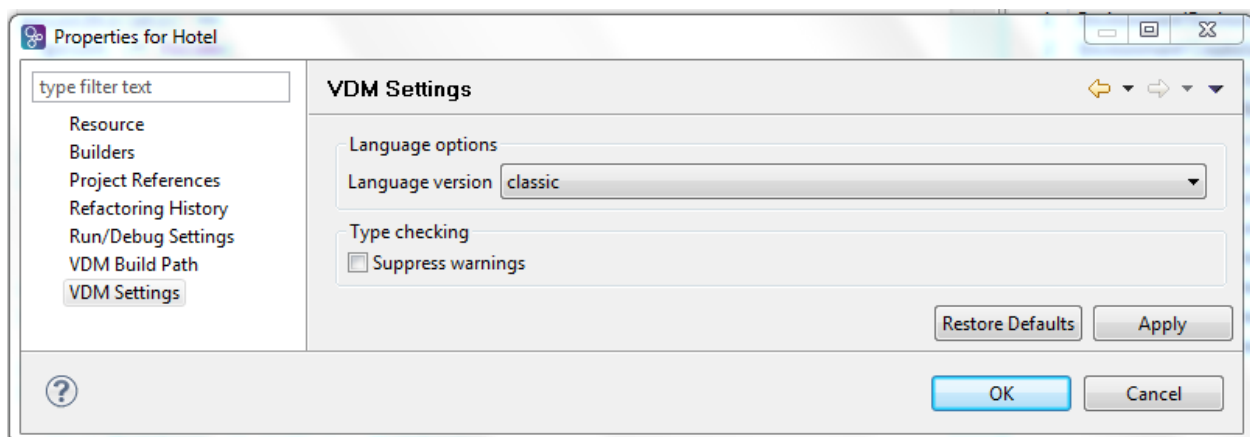 Properties for Hotel
type filter text
Resource
Builders
Project References
Refactoring History
Run/Debug Settings
VDM Build Path
VDM Settings
VDM Settings
Language options
Language version classic
Type checking
Suppress warnings
Restore Defaults Apply
? OK Cancel